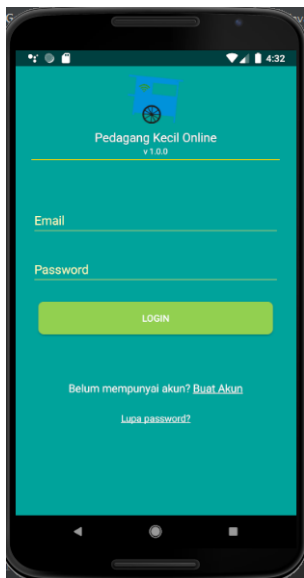 4:32
Pedagang Kecil Online
v 1.0.0
Email
Password
LOGIN
Belum mempunyai akun? Buat Akun
Lupa password?